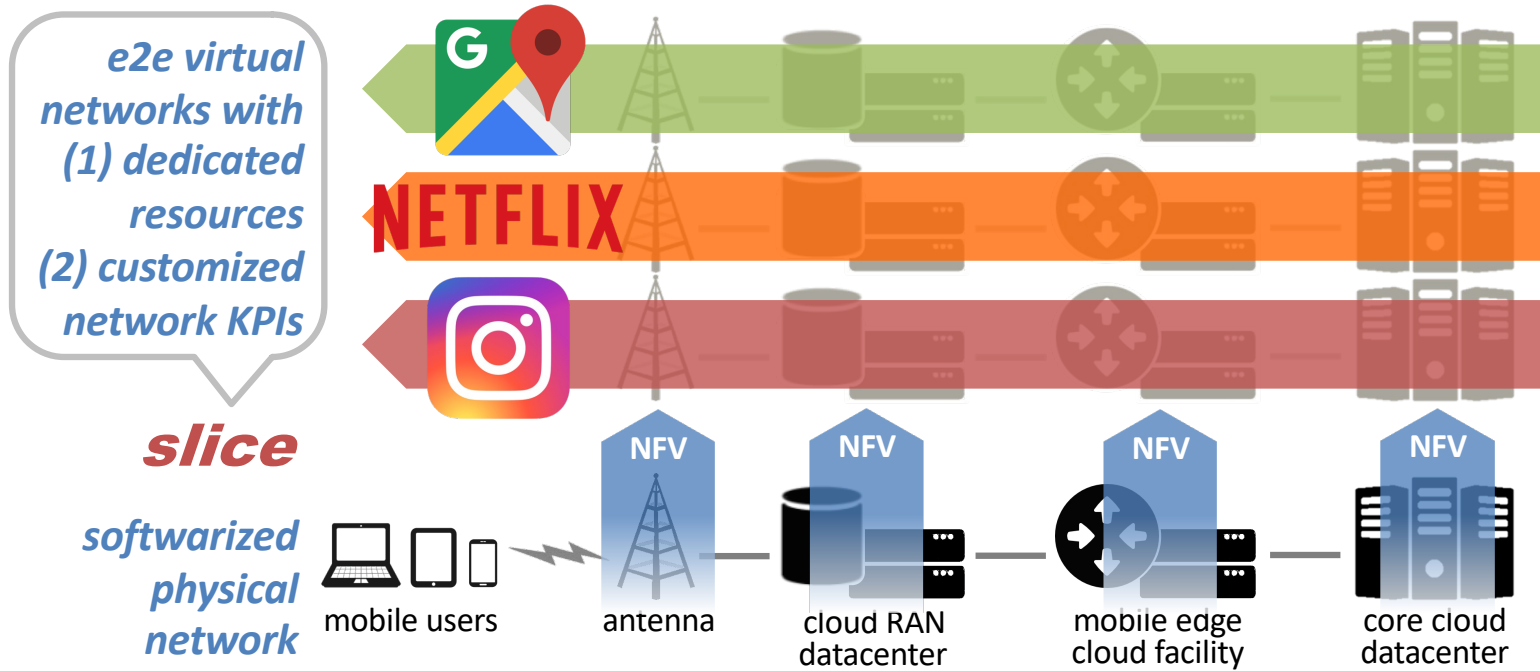 e2e virtual
networks with
(1) dedicated
resources
(2) customized
network KPIs
slice
softwarized
physical
network
G
NETFLIX
NFV
NFV
NFV
NFV
mobile users
antenna
cloud RAN
datacenter
mobile edge
cloud facility
core cloud
datacenter